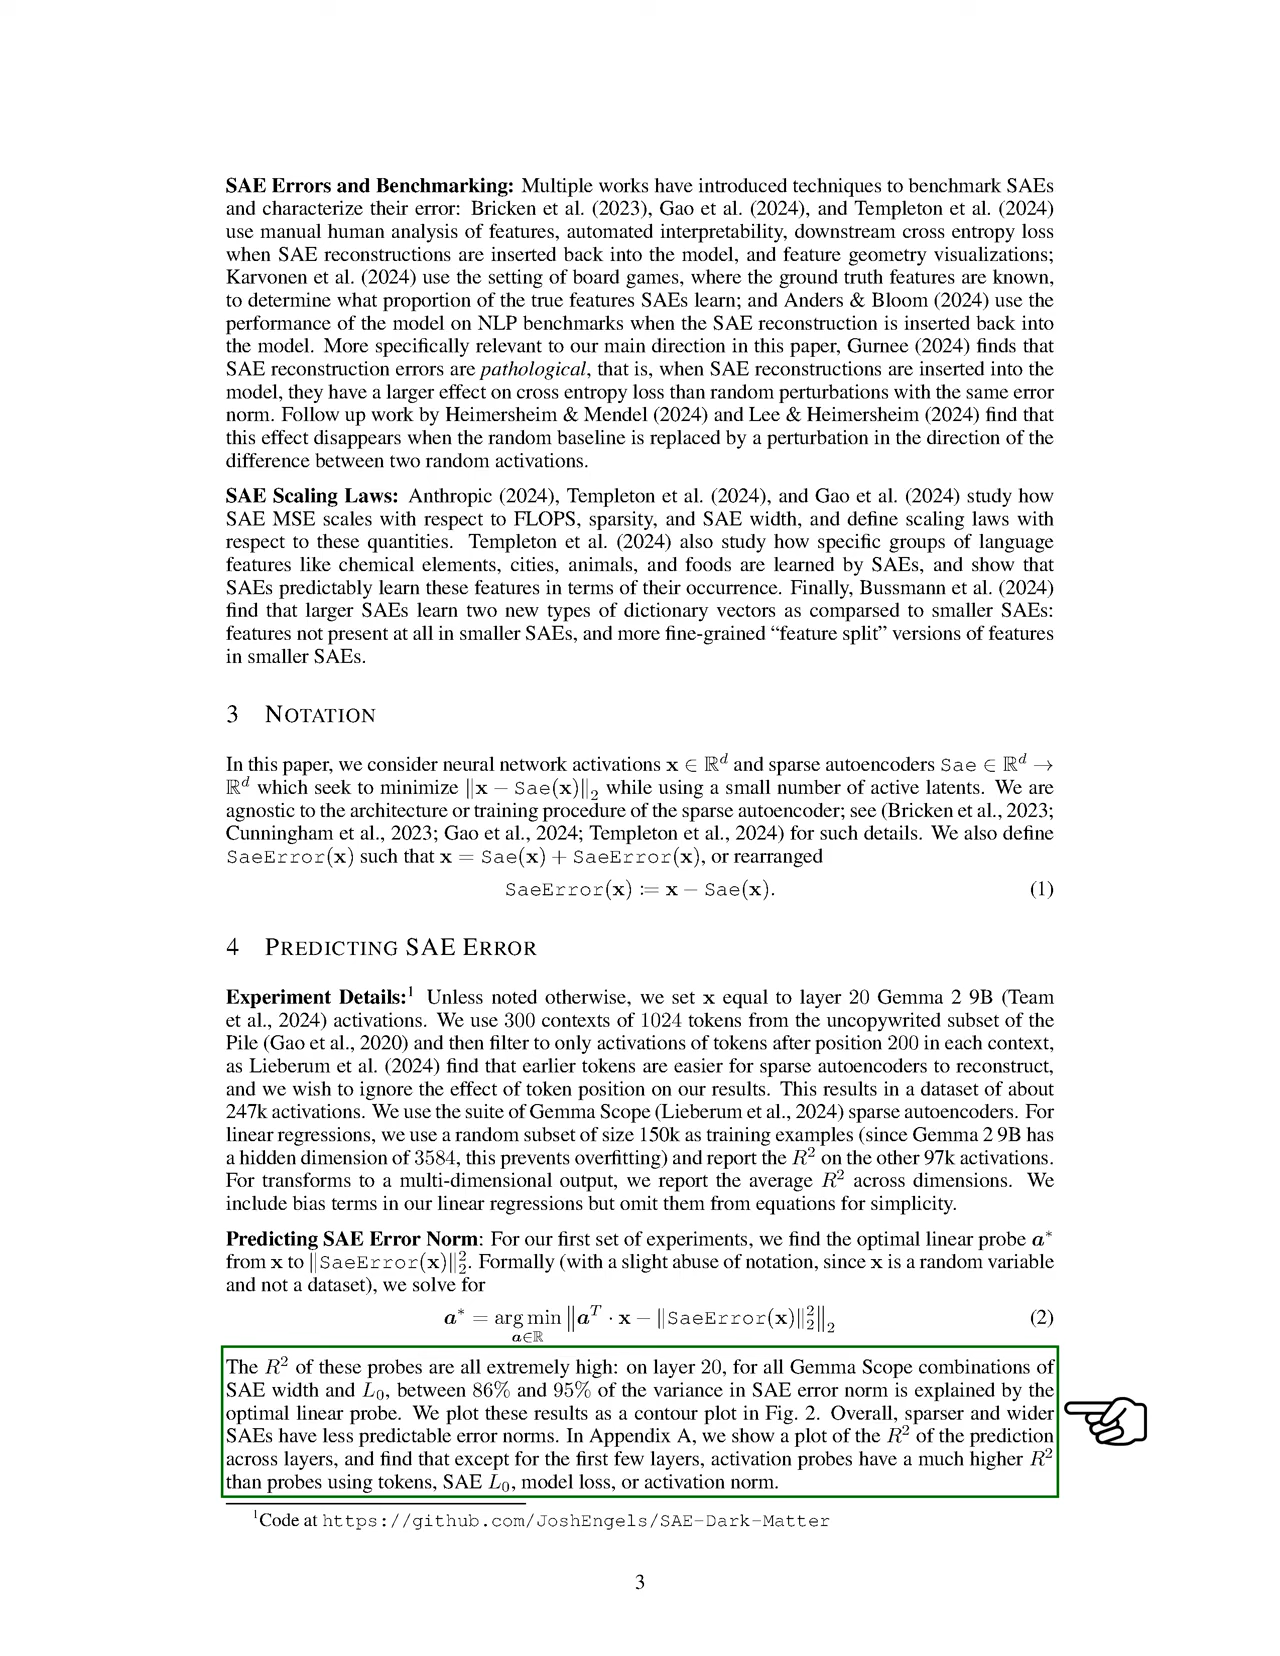 SAE Errors and Benchmarking: Multiple works have introduced techniques to benchmark SAEs
and characterize their error: Bricken et al. (2023), Gao et al. (2024), and Templeton et al. (2024)
use manual human analysis of features, automated interpretability, downstream cross entropy loss
when SAE reconstructions are inserted back into the model, and feature geometry visualizations;
Karvonen et al. (2024) use the setting of board games, where the ground truth features are known,
to determine what proportion of the true features SAEs learn; and Anders & Bloom (2024) use the
performance of the model on NLP benchmarks when the SAE reconstruction is inserted back into
the model. More specifically relevant to our main direction in this paper, Gurnee (2024) finds that
SAE reconstruction errors are pathological, that is, when SAE reconstructions are inserted into the
model, they have a larger effect on cross entropy loss than random perturbations with the same error
norm. Follow up work by Heimersheim & Mendel (2024) and Lee & Heimersheim (2024) find that
this effect disappears when the random baseline is replaced by a perturbation in the direction of the
difference between two random activations.
SAE Scaling Laws: Anthropic (2024), Templeton et al. (2024), and Gao et al. (2024) study how
SAE MSE scales with respect to FLOPS, sparsity, and SAE width, and define scaling laws with
respect to these quantities. Templeton et al. (2024) also study how specific groups of language
features like chemical elements, cities, animals, and foods are learned by SAEs, and show that
SAEs predictably learn these features in terms of their occurrence. Finally, Bussmann et al. (2024)
find that larger SAEs learn two new types of dictionary vectors as comparsed to smaller SAEs:
features not present at all in smaller SAEs, and more fine-grained “feature split” versions of features
in smaller SAEs.
3 NOTATION
In this paper, we consider neural network activations x ∈ ℝ^d and sparse autoencoders Sae ∈ ℝ^d →
ℝ^d which seek to minimize ‖x − Sae(x)‖₂ while using a small number of active latents. We are
agnostic to the architecture or training procedure of the sparse autoencoder; see (Bricken et al., 2023;
Cunningham et al., 2023; Gao et al., 2024; Templeton et al., 2024) for such details. We also define
SaeError(x) such that x = Sae(x) + SaeError(x), or rearranged
SaeError(x) := x − Sae(x). (1)
4 PREDICTING SAE ERROR
Experiment Details:¹ Unless noted otherwise, we set x equal to layer 20 Gemma 2 9B (Team
et al., 2024) activations. We use 300 contexts of 1024 tokens from the uncopywrited subset of the
Pile (Gao et al., 2020) and then filter to only activations of tokens after position 200 in each context,
as Lieberum et al. (2024) find that earlier tokens are easier for sparse autoencoders to reconstruct,
and we wish to ignore the effect of token position on our results. This results in a dataset of about
247k activations. We use the suite of Gemma Scope (Lieberum et al., 2024) sparse autoencoders. For
linear regressions, we use a random subset of size 150k as training examples (since Gemma 2 9B has
a hidden dimension of 3584, this prevents overfitting) and report the R² on the other 97k activations.
For transforms to a multi-dimensional output, we report the average R² across dimensions. We
include bias terms in our linear regressions but omit them from equations for simplicity.
Predicting SAE Error Norm: For our first set of experiments, we find the optimal linear probe a*
from x to ‖SaeError(x)‖₂². Formally (with a slight abuse of notation, since x is a random variable
and not a dataset), we solve for
a* = arg min ‖a^T · x − ‖SaeError(x)‖₂²‖₂ (2)
a∈ℝ
The R² of these probes are all extremely high: on layer 20, for all Gemma Scope combinations of
SAE width and L₀, between 86% and 95% of the variance in SAE error norm is explained by the
optimal linear probe. We plot these results as a contour plot in Fig. 2. Overall, sparser and wider
SAEs have less predictable error norms. In Appendix A, we show a plot of the R² of the prediction
across layers, and find that except for the first few layers, activation probes have a much higher R²
than probes using tokens, SAE L₀, model loss, or activation norm.
¹Code at https://github.com/JoshEngels/SAE-Dark-Matter
3